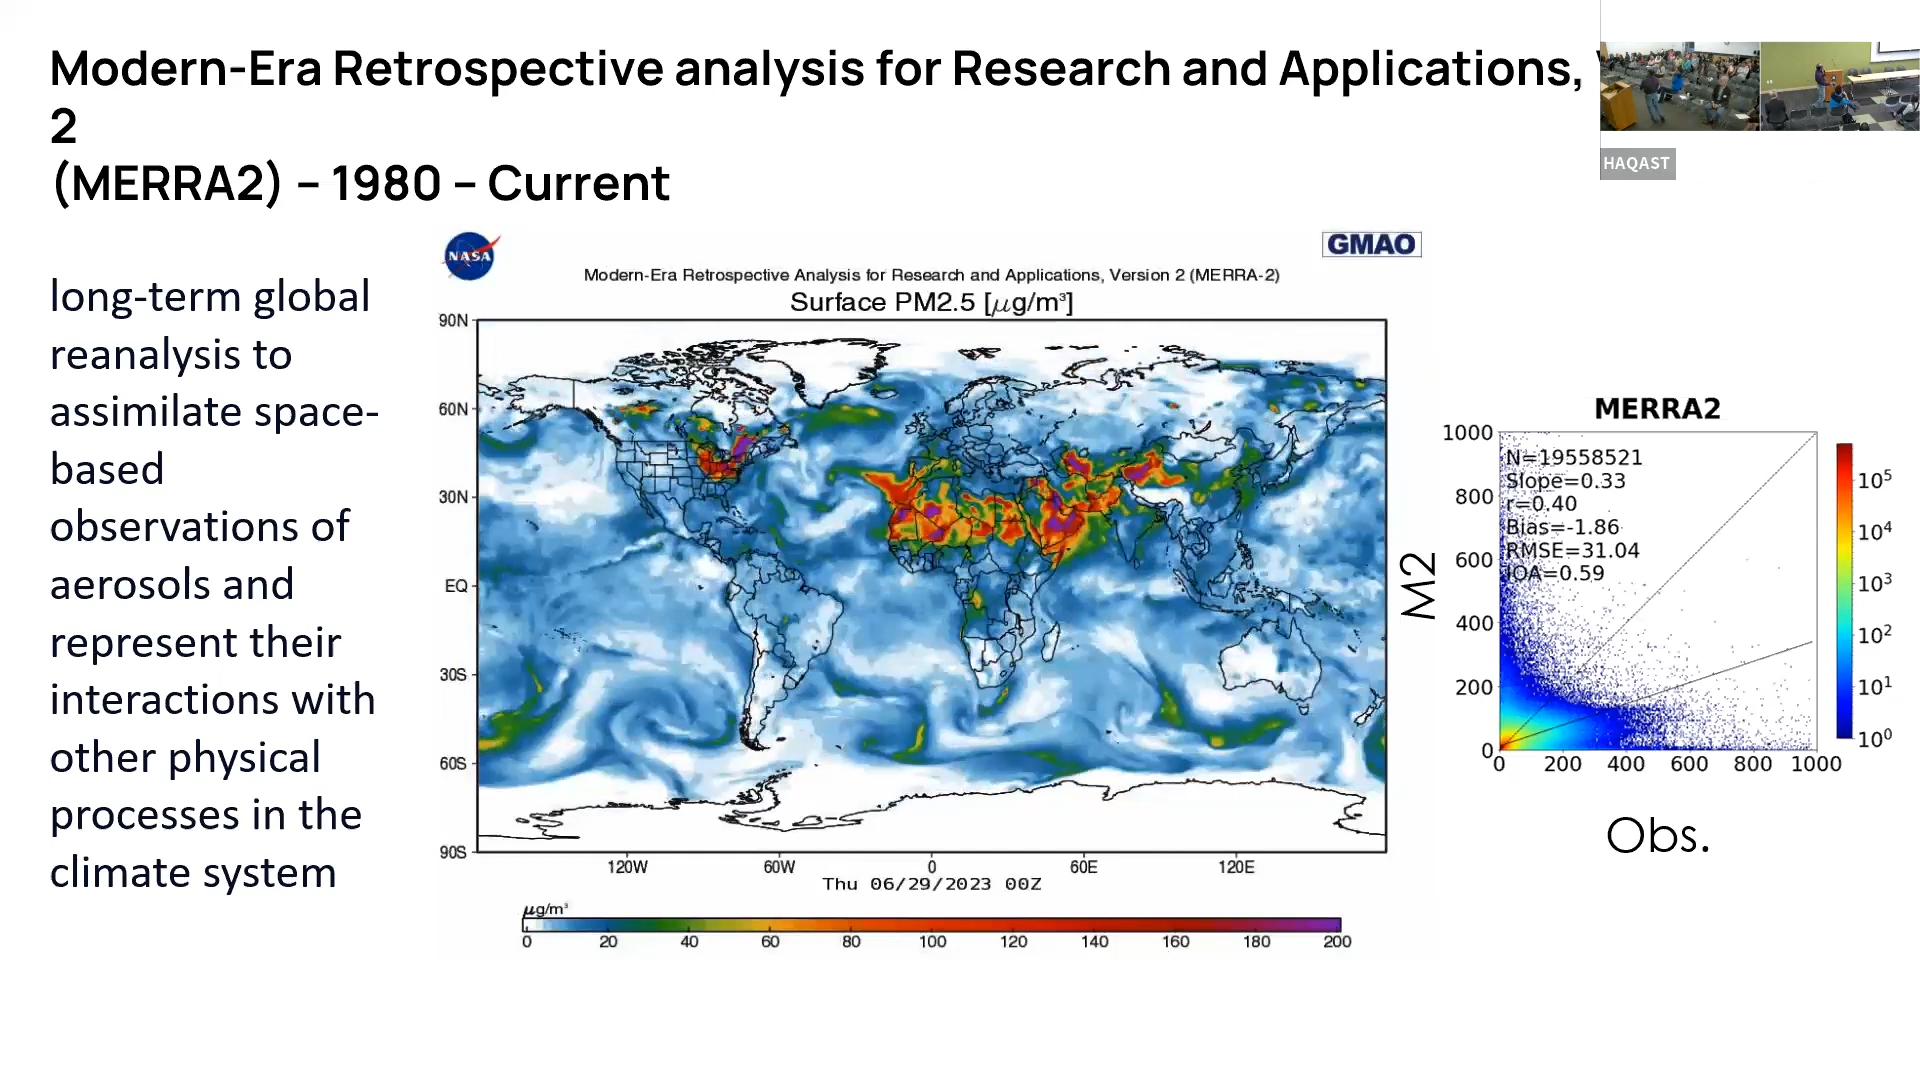 Modern-Era Retrospective analysis for Research and Applications,
2
(MERRA2) – 1980 – Current
HAQAST
long-term global
reanalysis to
assimilate space-
based
observations of
aerosols and
represent their
interactions with
other physical
processes in the
climate system
NASA
GMAO
Modern-Era Retrospective Analysis for Research and Applications, Version 2 (MERRA-2)
Surface PM2.5 [µg/m³]
90N
60N
30N
EQ
30S
60S
90S
120W 60W 0 60E 120E
Thu 06/29/2023 00Z
µg/m³
0 20 40 60 80 100 120 140 160 180 200
MERRA2
N=19558521
Slope=0.33
r=0.40
Bias=-1.86
RMSE=31.04
IOA=0.59
M2
1000
800
600
400
200
0
0 200 400 600 800 1000
Obs.
10⁵
10⁴
10³
10²
10¹
10⁰